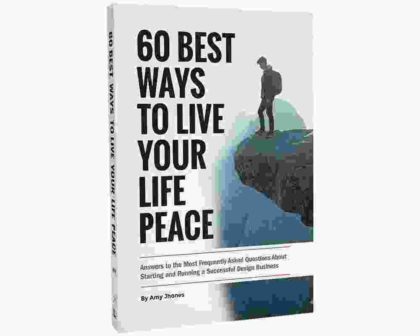 60 BEST WAYS TO LIVE YOUR LIFE PEACE
60 BEST
WAYS
TO LIVE
YOUR
LIFE
PEACE
Answers to the Most Frequently Asked Questions About
Starting and Running a Successful Design Business
By Amy Jhones